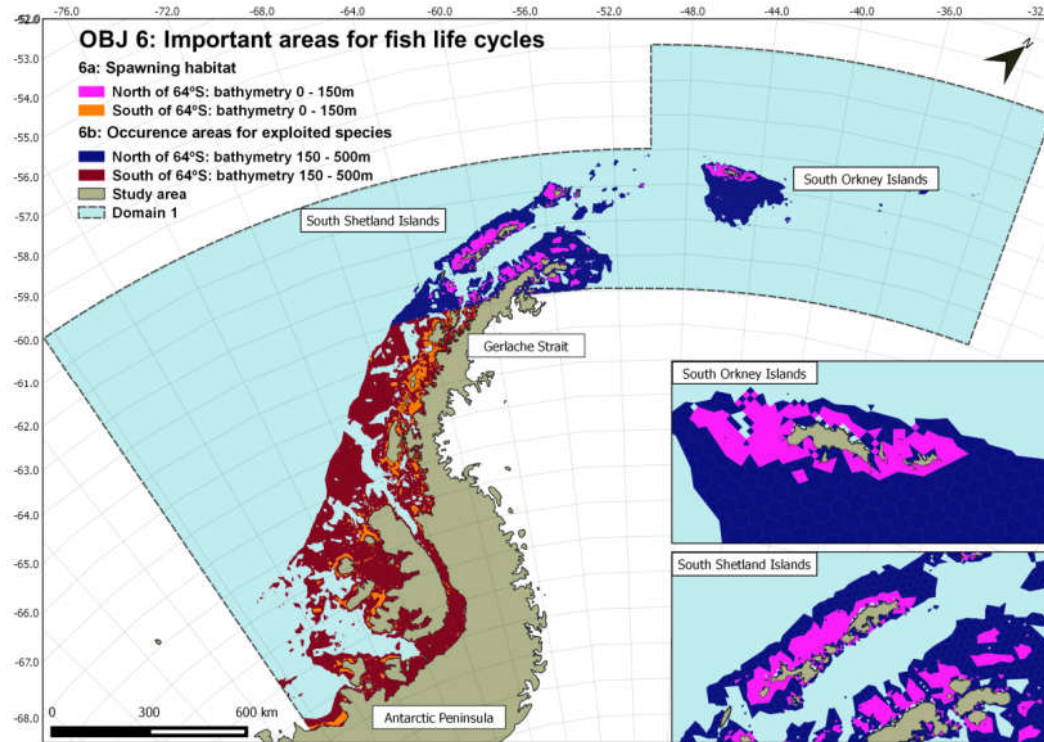 -52.0 -76.0 -72.0 -68.0 -64.0 -60.0 -56.0 -52.0 -48.0 -44.0 -40.0 -36.0 -32
OBJ 6: Important areas for fish life cycles
6a: Spawning habitat
North of 64ºS: bathymetry 0 - 150m
South of 64ºS: bathymetry 0 - 150m
6b: Occurence areas for exploited species
North of 64ºS: bathymetry 150 - 500m
South of 64ºS: bathymetry 150 - 500m
Study area
Domain 1
N
-53.0
-54.0
-55.0
-56.0
-57.0
-58.0
-59.0
-60.0
-61.0
-62.0
-63.0
-64.0
-65.0
-66.0
-67.0
-68.0
South Shetland Islands
South Orkney Islands
Gerlache Strait
South Orkney Islands
South Shetland Islands
Antarctic Peninsula
0 300 600 km